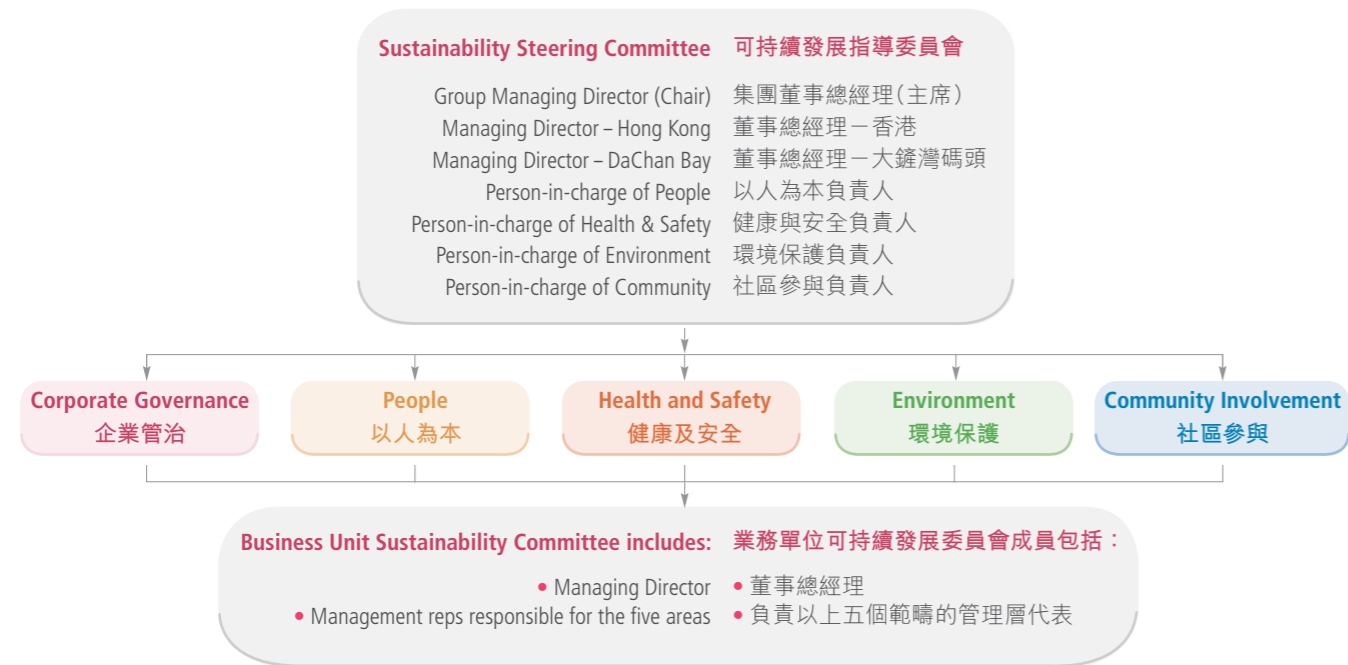 Sustainability Steering Committee 可持續發展指導委員會
Group Managing Director (Chair) 集團董事總經理(主席)
Managing Director – Hong Kong 董事總經理－香港
Managing Director – DaChan Bay 董事總經理－大鏟灣碼頭
Person-in-charge of People 以人為本負責人
Person-in-charge of Health & Safety 健康與安全負責人
Person-in-charge of Environment 環境保護負責人
Person-in-charge of Community 社區參與負責人
Corporate Governance
企業管治
People
以人為本
Health and Safety
健康及安全
Environment
環境保護
Community Involvement
社區參與
Business Unit Sustainability Committee includes: 業務單位可持續發展委員會成員包括：
• Managing Director • 董事總經理
• Management reps responsible for the five areas • 負責以上五個範疇的管理層代表